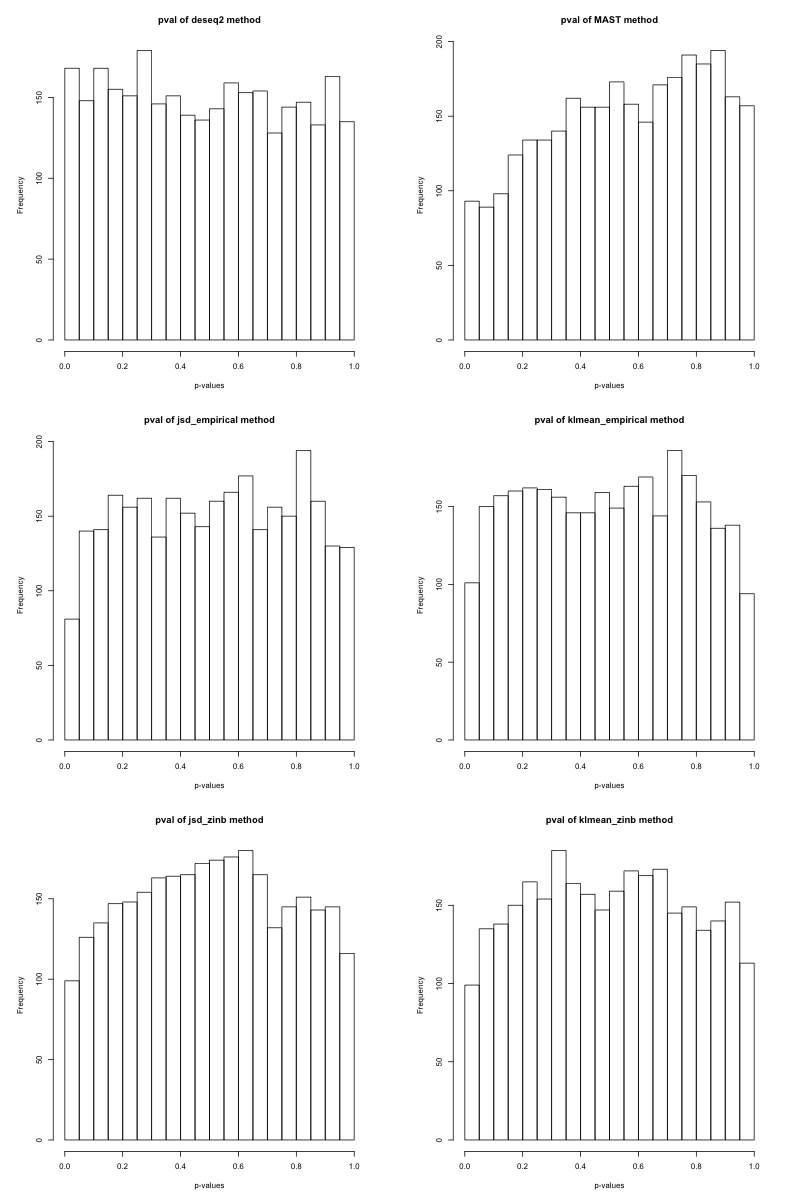 pval of deseq2 method
Frequency
150
100
50
0
0.0 0.2 0.4 0.6 0.8 1.0
p-values
pval of MAST method
Frequency
200
150
100
50
0
0.0 0.2 0.4 0.6 0.8 1.0
p-values
pval of jsd_empirical method
Frequency
200
150
100
50
0
0.0 0.2 0.4 0.6 0.8 1.0
p-values
pval of klmean_empirical method
Frequency
150
100
50
0
0.0 0.2 0.4 0.6 0.8 1.0
p-values
pval of jsd_zinb method
Frequency
150
100
50
0
0.0 0.2 0.4 0.6 0.8 1.0
p-values
pval of klmean_zinb method
Frequency
150
100
50
0
0.0 0.2 0.4 0.6 0.8 1.0
p-values